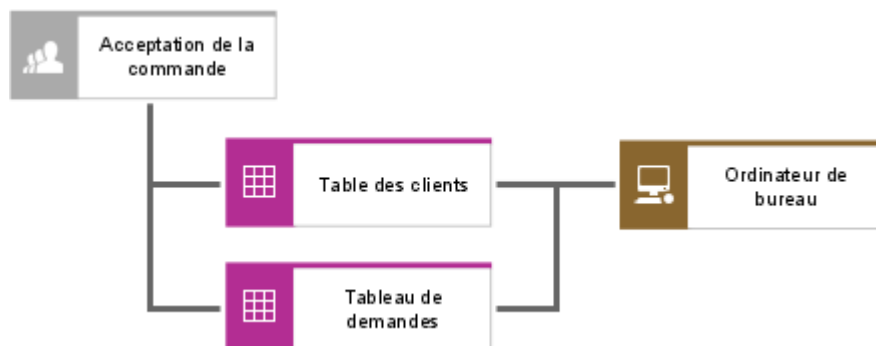 Acceptation de la
commande
Table des clients
Ordinateur de
bureau
Tableau de
demandes